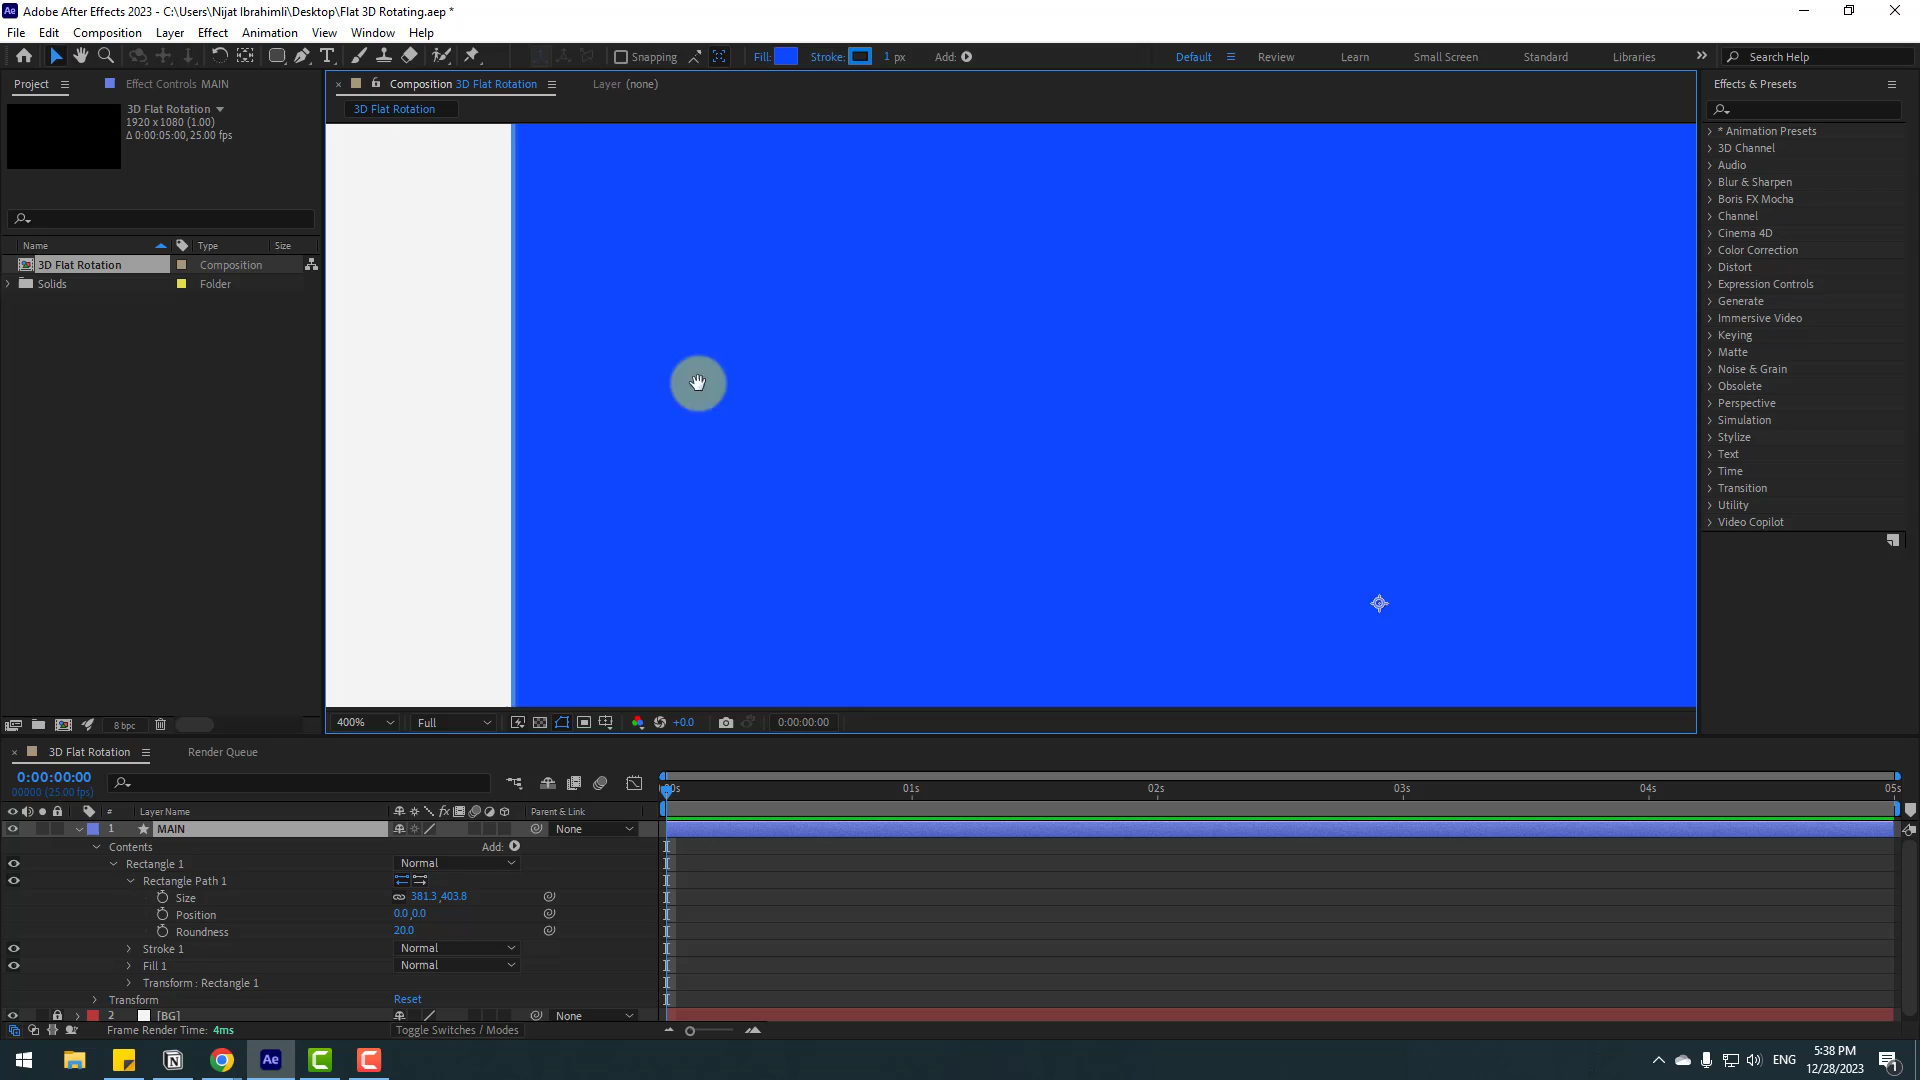 Adobe After Effects 2023 - C:\Users\Nijat Ibrahimli\Desktop\Flat 3D Rotating.aep *
File Edit Composition Layer Effect Animation View Window Help
Snapping Fill: Stroke: 1 px Add: Default Review Learn Small Screen Standard Libraries Search Help
Project Effect Controls MAIN
Composition 3D Flat Rotation Layer (none)
Effects & Presets
3D Flat Rotation
1920 x 1080 (1.00)
Δ 0:00:05:00, 25.00 fps
3D Flat Rotation
Name Type Size
3D Flat Rotation Composition
Solids Folder
* Animation Presets
3D Channel
Audio
Blur & Sharpen
Boris FX Mocha
Channel
Cinema 4D
Color Correction
Distort
Expression Controls
Generate
Immersive Video
Keying
Matte
Noise & Grain
Obsolete
Perspective
Simulation
Stylize
Text
Time
Transition
Utility
Video Copilot
8 bpc
400% Full +0.0 0:00:00:00
3D Flat Rotation Render Queue
0:00:00:00
00000 (25.00 fps)
00s 01s 02s 03s 04s 05s
# Layer Name fx Parent & Link
1 MAIN None
Contents Add:
Rectangle 1 Normal
Rectangle Path 1
Size 381.3,403.8
Position 0.0,0.0
Roundness 20.0
Stroke 1 Normal
Fill 1 Normal
Transform : Rectangle 1
Transform Reset
2 [BG] None
Frame Render Time: 4ms Toggle Switches / Modes
Ae
ENG
5:38 PM
12/28/2023
1